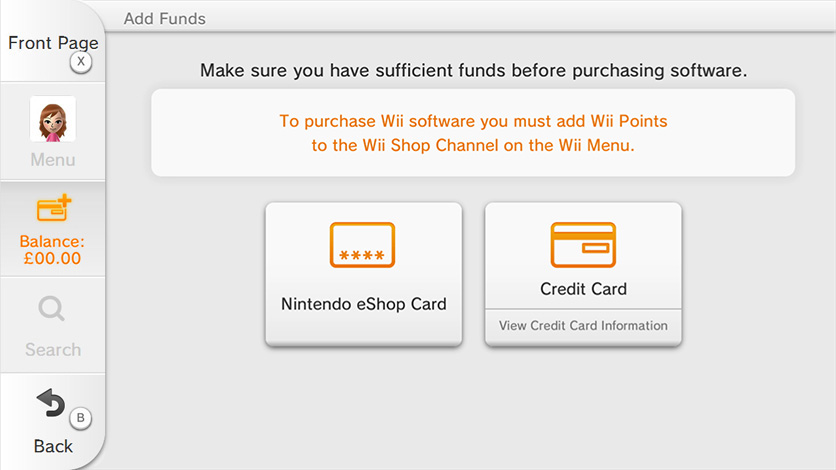 Add Funds
Front Page
X
Menu
Balance:
£00.00
Search
B
Back
Make sure you have sufficient funds before purchasing software.
To purchase Wii software you must add Wii Points
to the Wii Shop Channel on the Wii Menu.
****
Nintendo eShop Card
Credit Card
View Credit Card Information